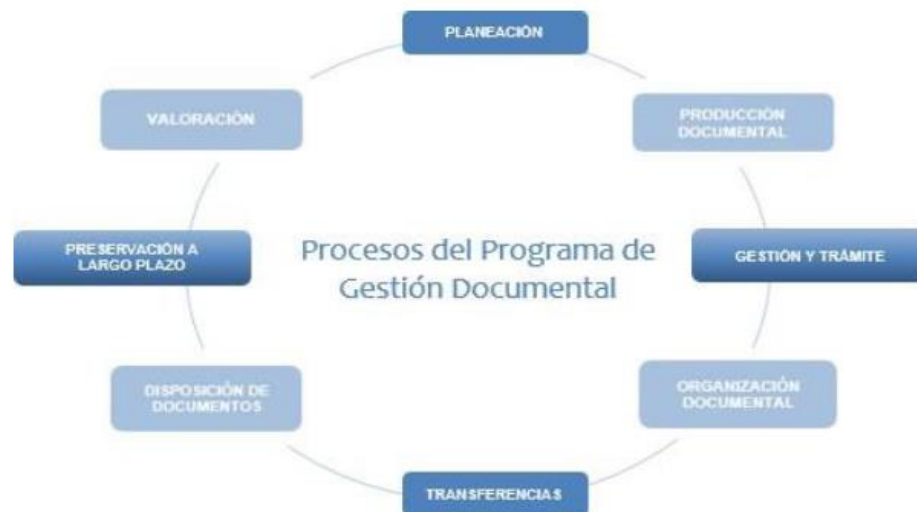 PLANEACIÓN
PRODUCCIÓN
DOCUMENTAL
GESTIÓN Y TRÁMITE
ORGANIZACIÓN
DOCUMENTAL
TRANSFERENCIAS
DISPOSICIÓN DE
DOCUMENTOS
PRESERVACIÓN A
LARGO PLAZO
VALORACIÓN
Procesos del Programa de
Gestión Documental